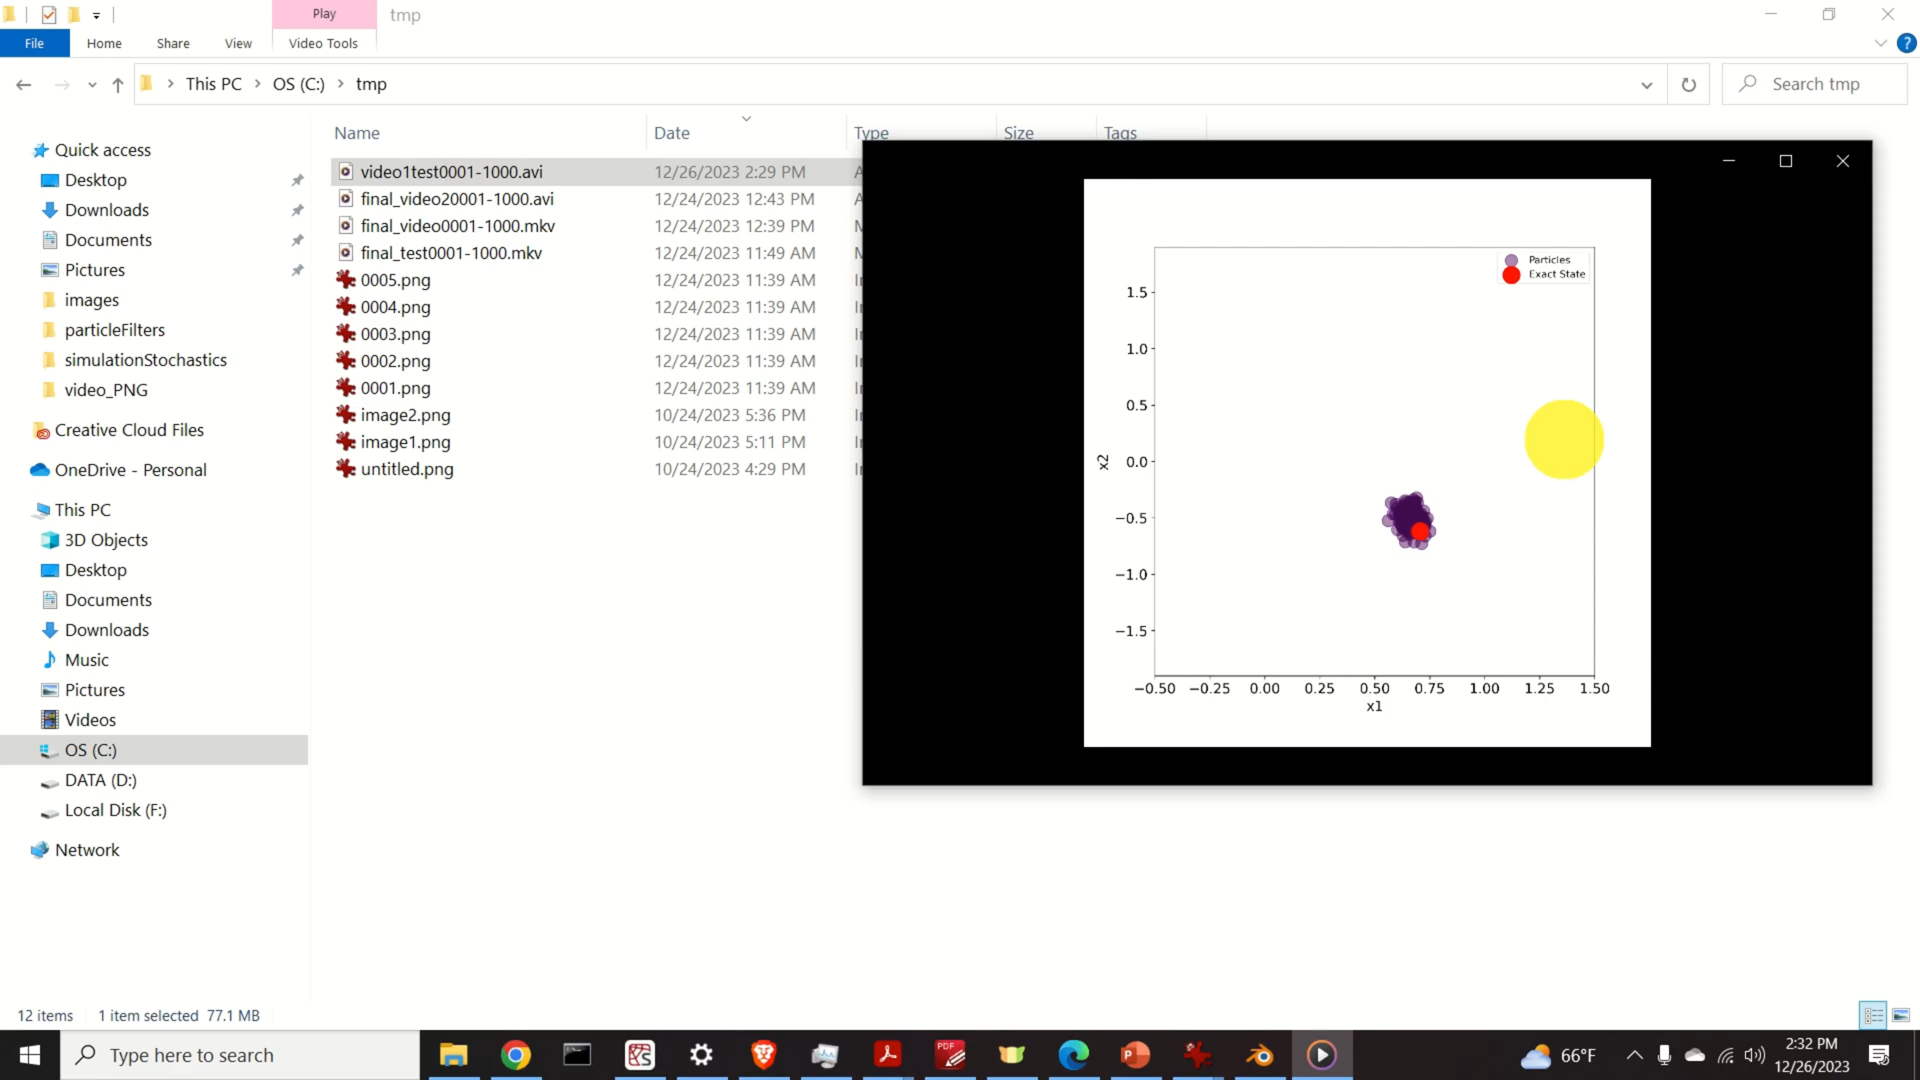 Play
tmp
File
Home
Share
View
Video Tools
This PC
OS (C:)
tmp
Search tmp
Name
Date
Type
Size
Tags
Quick access
Desktop
Downloads
Documents
Pictures
images
particleFilters
simulationStochastics
video_PNG
Creative Cloud Files
OneDrive - Personal
This PC
3D Objects
Desktop
Documents
Downloads
Music
Pictures
Videos
OS (C:)
DATA (D:)
Local Disk (F:)
Network
video1test0001-1000.avi 12/26/2023 2:29 PM
final_video20001-1000.avi 12/24/2023 12:43 PM
final_video0001-1000.mkv 12/24/2023 12:39 PM
final_test0001-1000.mkv 12/24/2023 11:49 AM
0005.png 12/24/2023 11:39 AM
0004.png 12/24/2023 11:39 AM
0003.png 12/24/2023 11:39 AM
0002.png 12/24/2023 11:39 AM
0001.png 12/24/2023 11:39 AM
image2.png 10/24/2023 5:36 PM
image1.png 10/24/2023 5:11 PM
untitled.png 10/24/2023 4:29 PM
Particles
Exact State
1.5
1.0
0.5
0.0
−0.5
−1.0
−1.5
x2
−0.50 −0.25 0.00 0.25 0.50 0.75 1.00 1.25 1.50
x1
12 items 1 item selected 77.1 MB
Type here to search
PDF
66°F
2:32 PM
12/26/2023